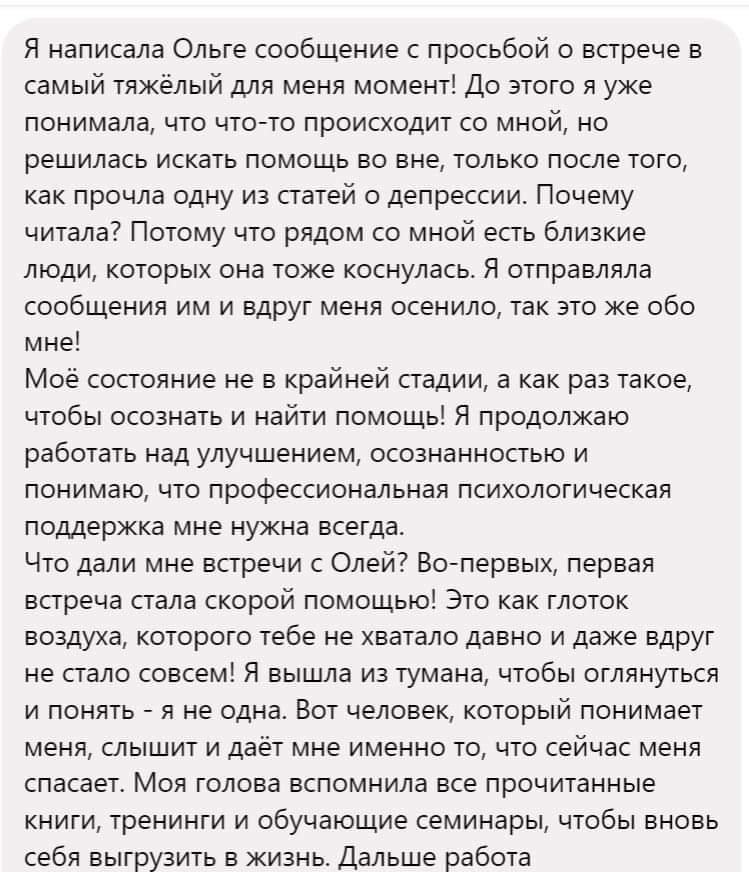 Я написала Ольге сообщение с просьбой о встрече в
самый тяжёлый для меня момент! До этого я уже
понимала, что что-то происходит со мной, но
решилась искать помощь во вне, только после того,
как прочла одну из статей о депрессии. Почему
читала? Потому что рядом со мной есть близкие
люди, которых она тоже коснулась. Я отправляла
сообщения им и вдруг меня осенило, так это же обо
мне!
Моё состояние не в крайней стадии, а как раз такое,
чтобы осознать и найти помощь! Я продолжаю
работать над улучшением, осознанностью и
понимаю, что профессиональная психологическая
поддержка мне нужна всегда.
Что дали мне встречи с Олей? Во-первых, первая
встреча стала скорой помощью! Это как глоток
воздуха, которого тебе не хватало давно и даже вдруг
не стало совсем! Я вышла из тумана, чтобы оглянуться
и понять - я не одна. Вот человек, который понимает
меня, слышит и даёт мне именно то, что сейчас меня
спасает. Моя голова вспомнила все прочитанные
книги, тренинги и обучающие семинары, чтобы вновь
себя выгрузить в жизнь. Дальше работа